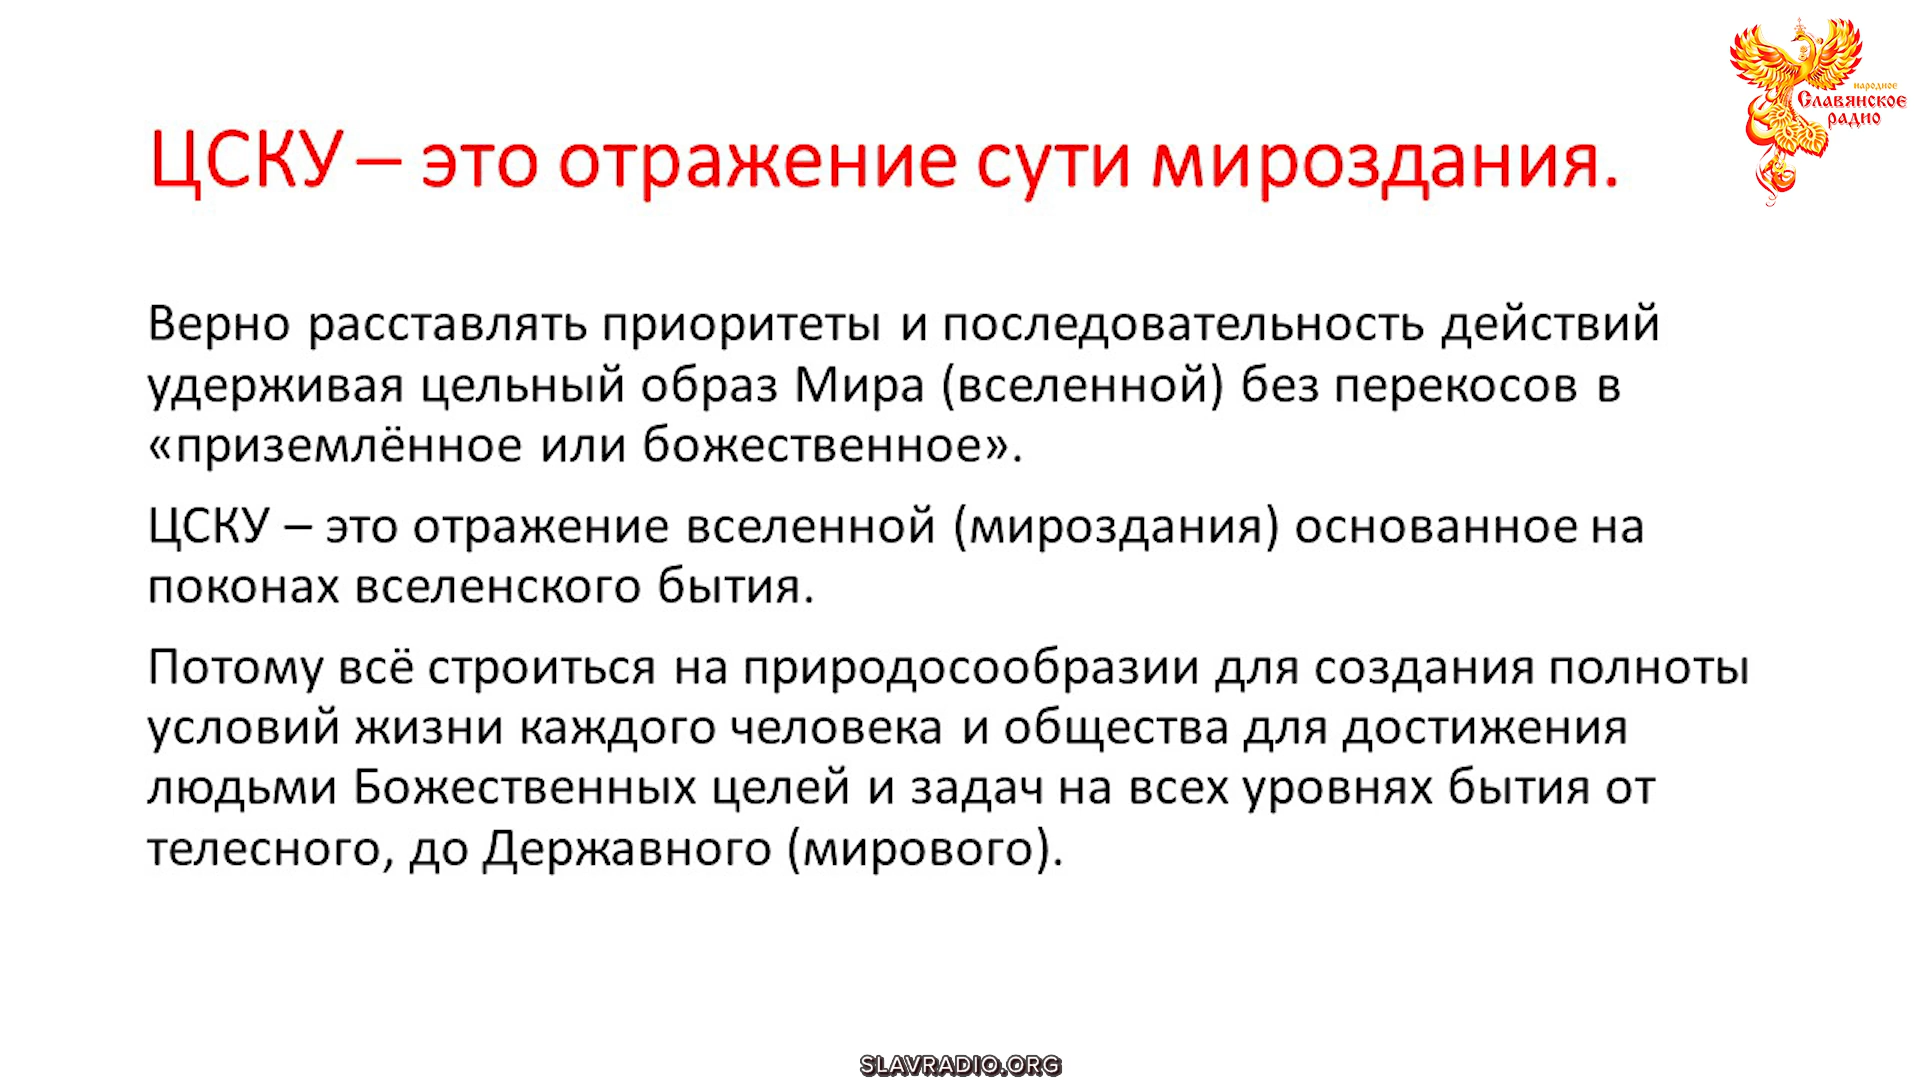 народное
Славянское
радио
ЦСКУ – это отражение сути мироздания.
Верно расставлять приоритеты и последовательность действий
удерживая цельный образ Мира (вселенной) без перекосов в
«приземлённое или божественное».
ЦСКУ – это отражение вселенной (мироздания) основанное на
поконах вселенского бытия.
Потому всё строиться на природосообразии для создания полноты
условий жизни каждого человека и общества для достижения
людьми Божественных целей и задач на всех уровнях бытия от
телесного, до Державного (мирового).
SLAVRADIO.ORG